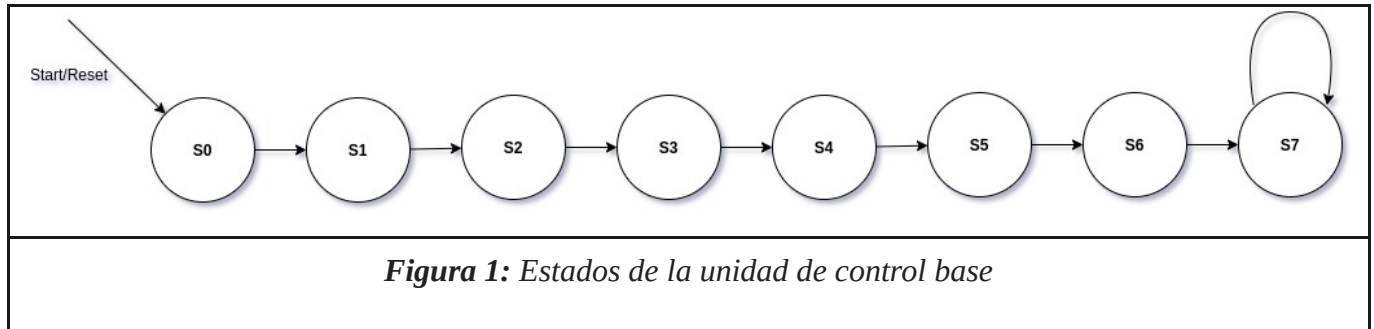 Start/Reset
S0
S1
S2
S3
S4
S5
S6
S7
Figura 1: Estados de la unidad de control base